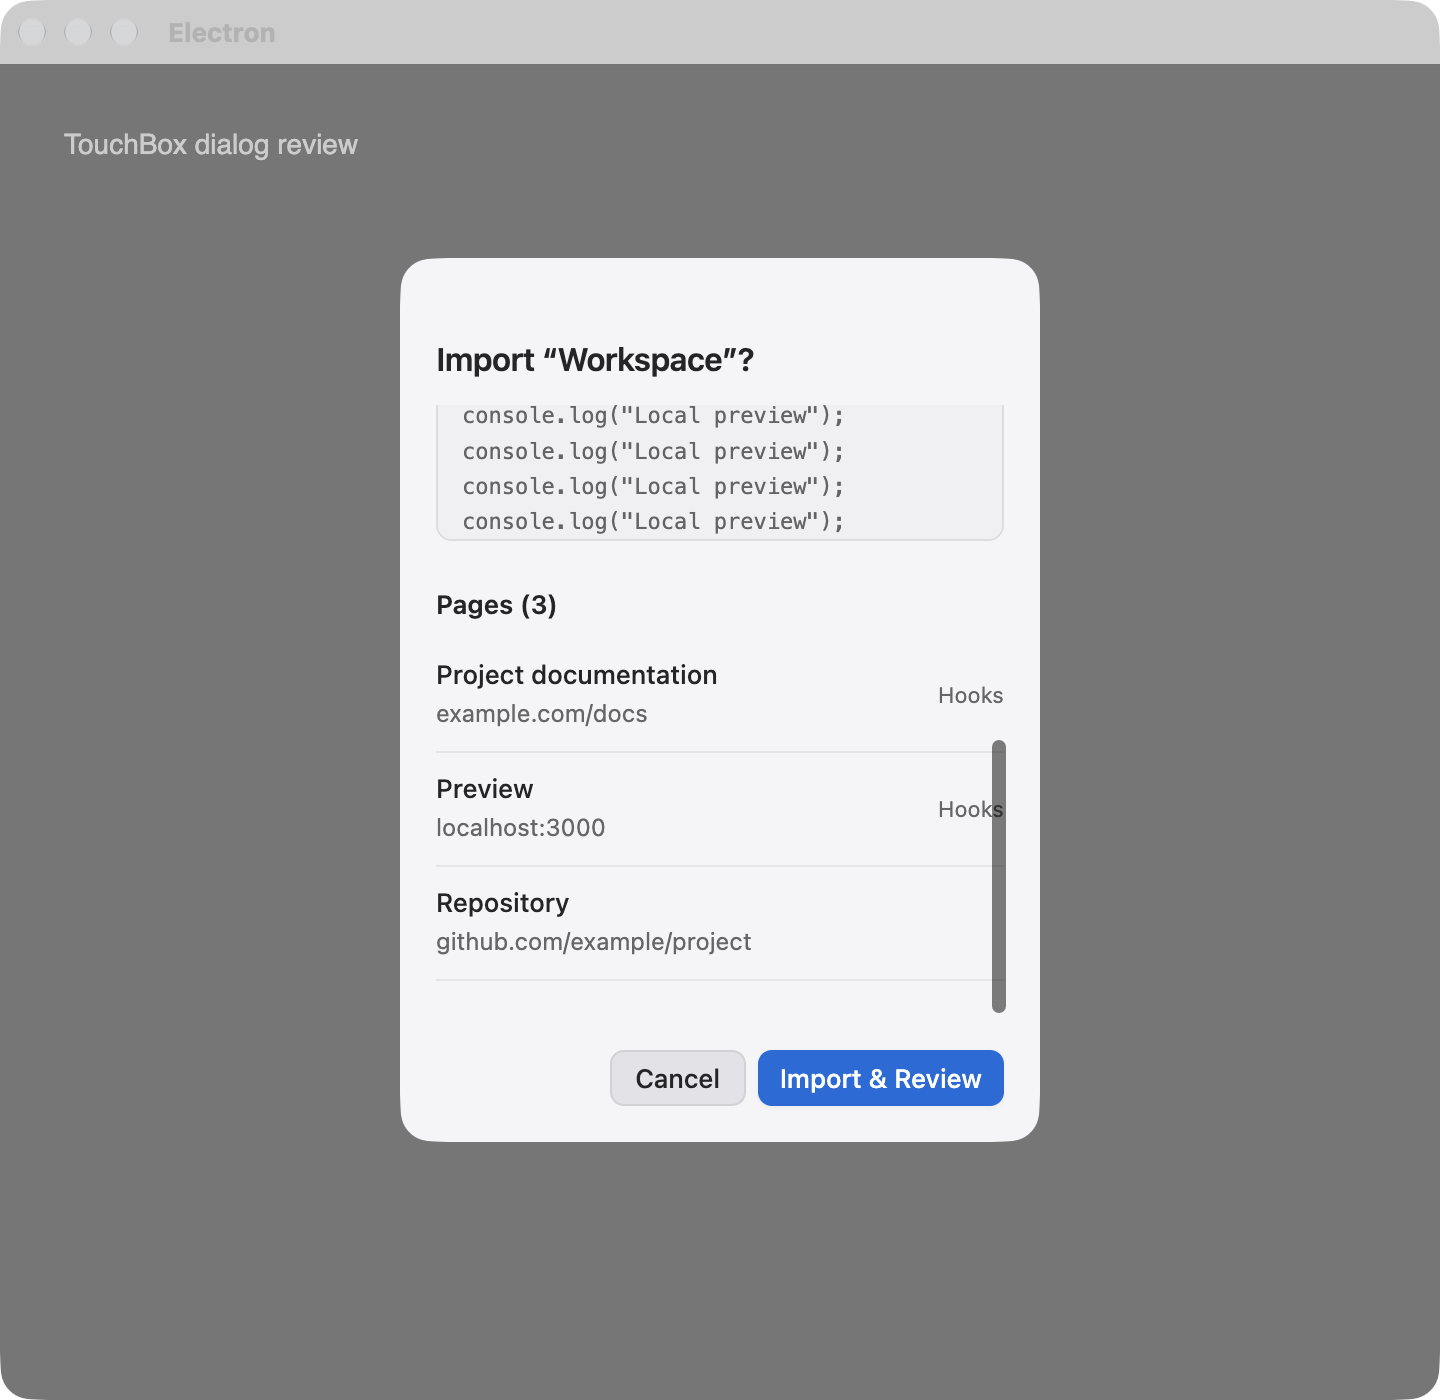 Electron
TouchBox dialog review
Import “Workspace”?
console.log("Local preview");
console.log("Local preview");
console.log("Local preview");
console.log("Local preview");
Pages (3)
Project documentation
example.com/docs
Hooks
Preview
localhost:3000
Hooks
Repository
github.com/example/project
Cancel
Import & Review